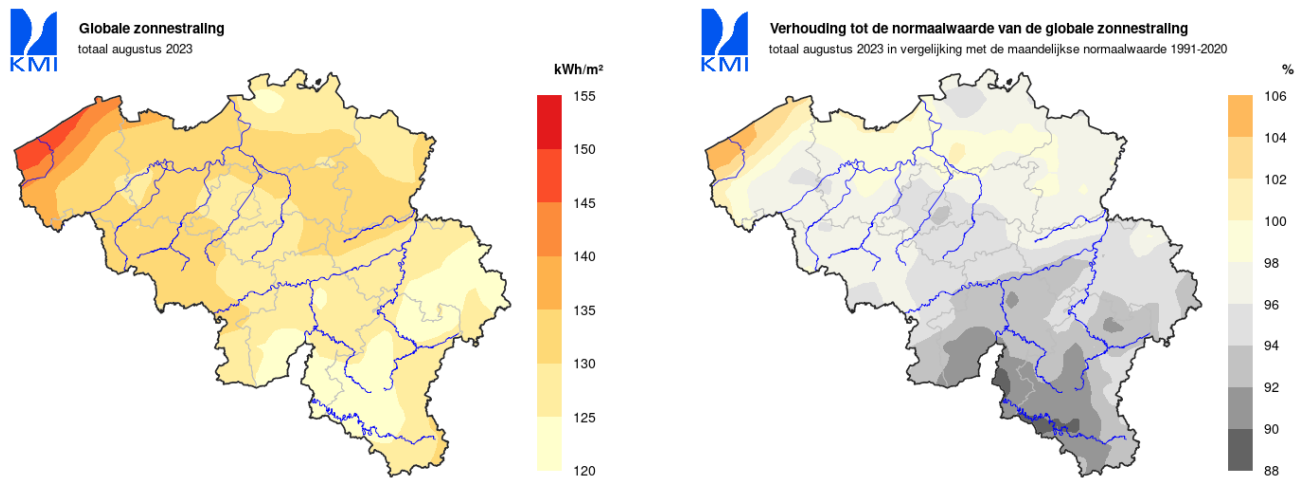 KMI
Globale zonnestraling
totaal augustus 2023
kWh/m²
155
150
145
140
135
130
125
120
KMI
Verhouding tot de normaalwaarde van de globale zonnestraling
totaal augustus 2023 in vergelijking met de maandelijkse normaalwaarde 1991-2020
%
106
104
102
100
98
96
94
92
90
88